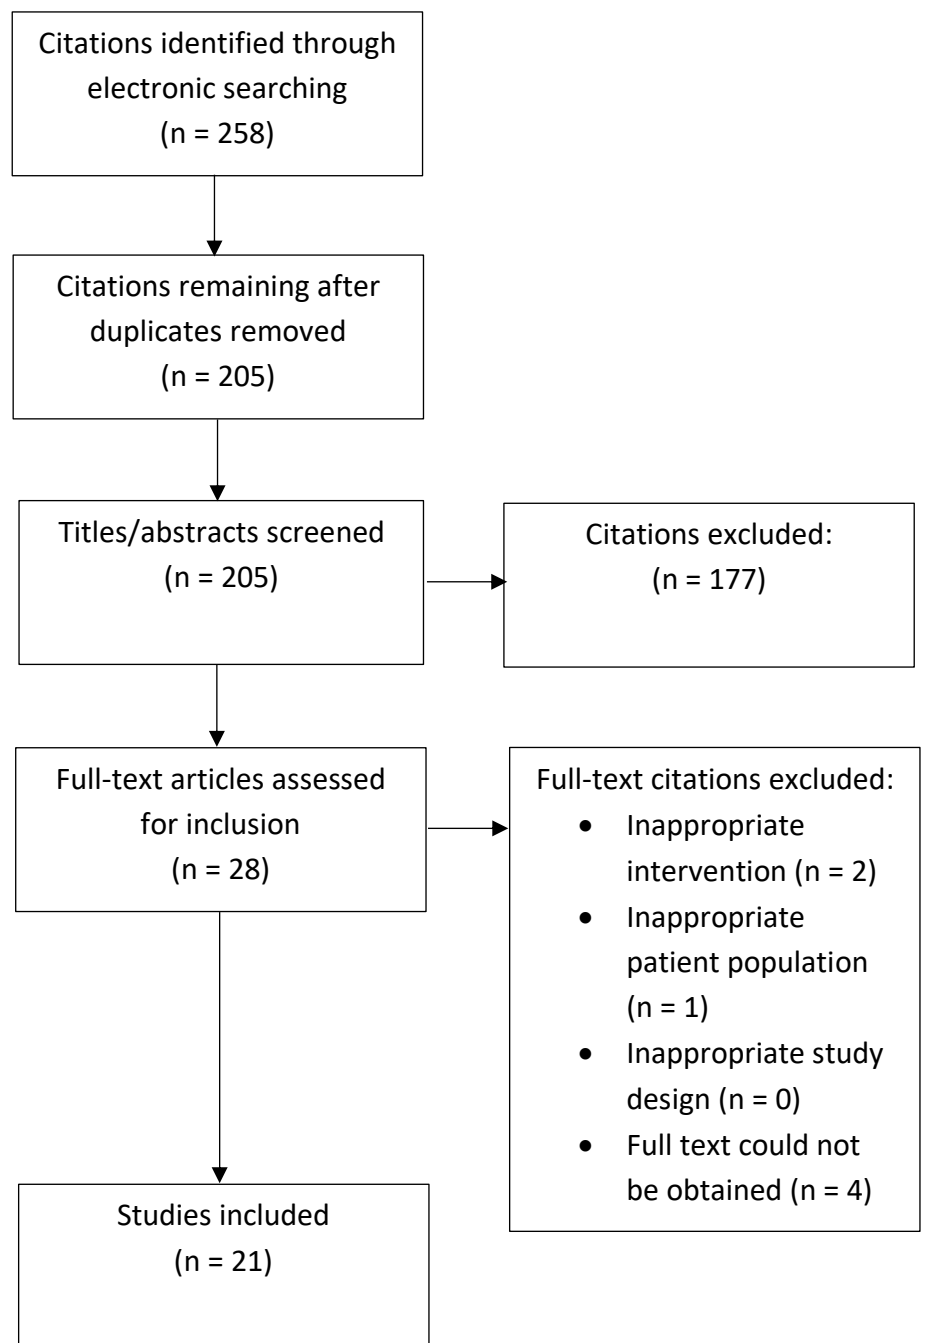 Citations identified through
electronic searching
(n = 258)
Citations remaining after
duplicates removed
(n = 205)
Titles/abstracts screened
(n = 205)
Citations excluded:
(n = 177)
Full-text articles assessed
for inclusion
(n = 28)
Full-text citations excluded:
• Inappropriate
intervention (n = 2)
• Inappropriate
patient population
(n = 1)
• Inappropriate study
design (n = 0)
• Full text could not
be obtained (n = 4)
Studies included
(n = 21)